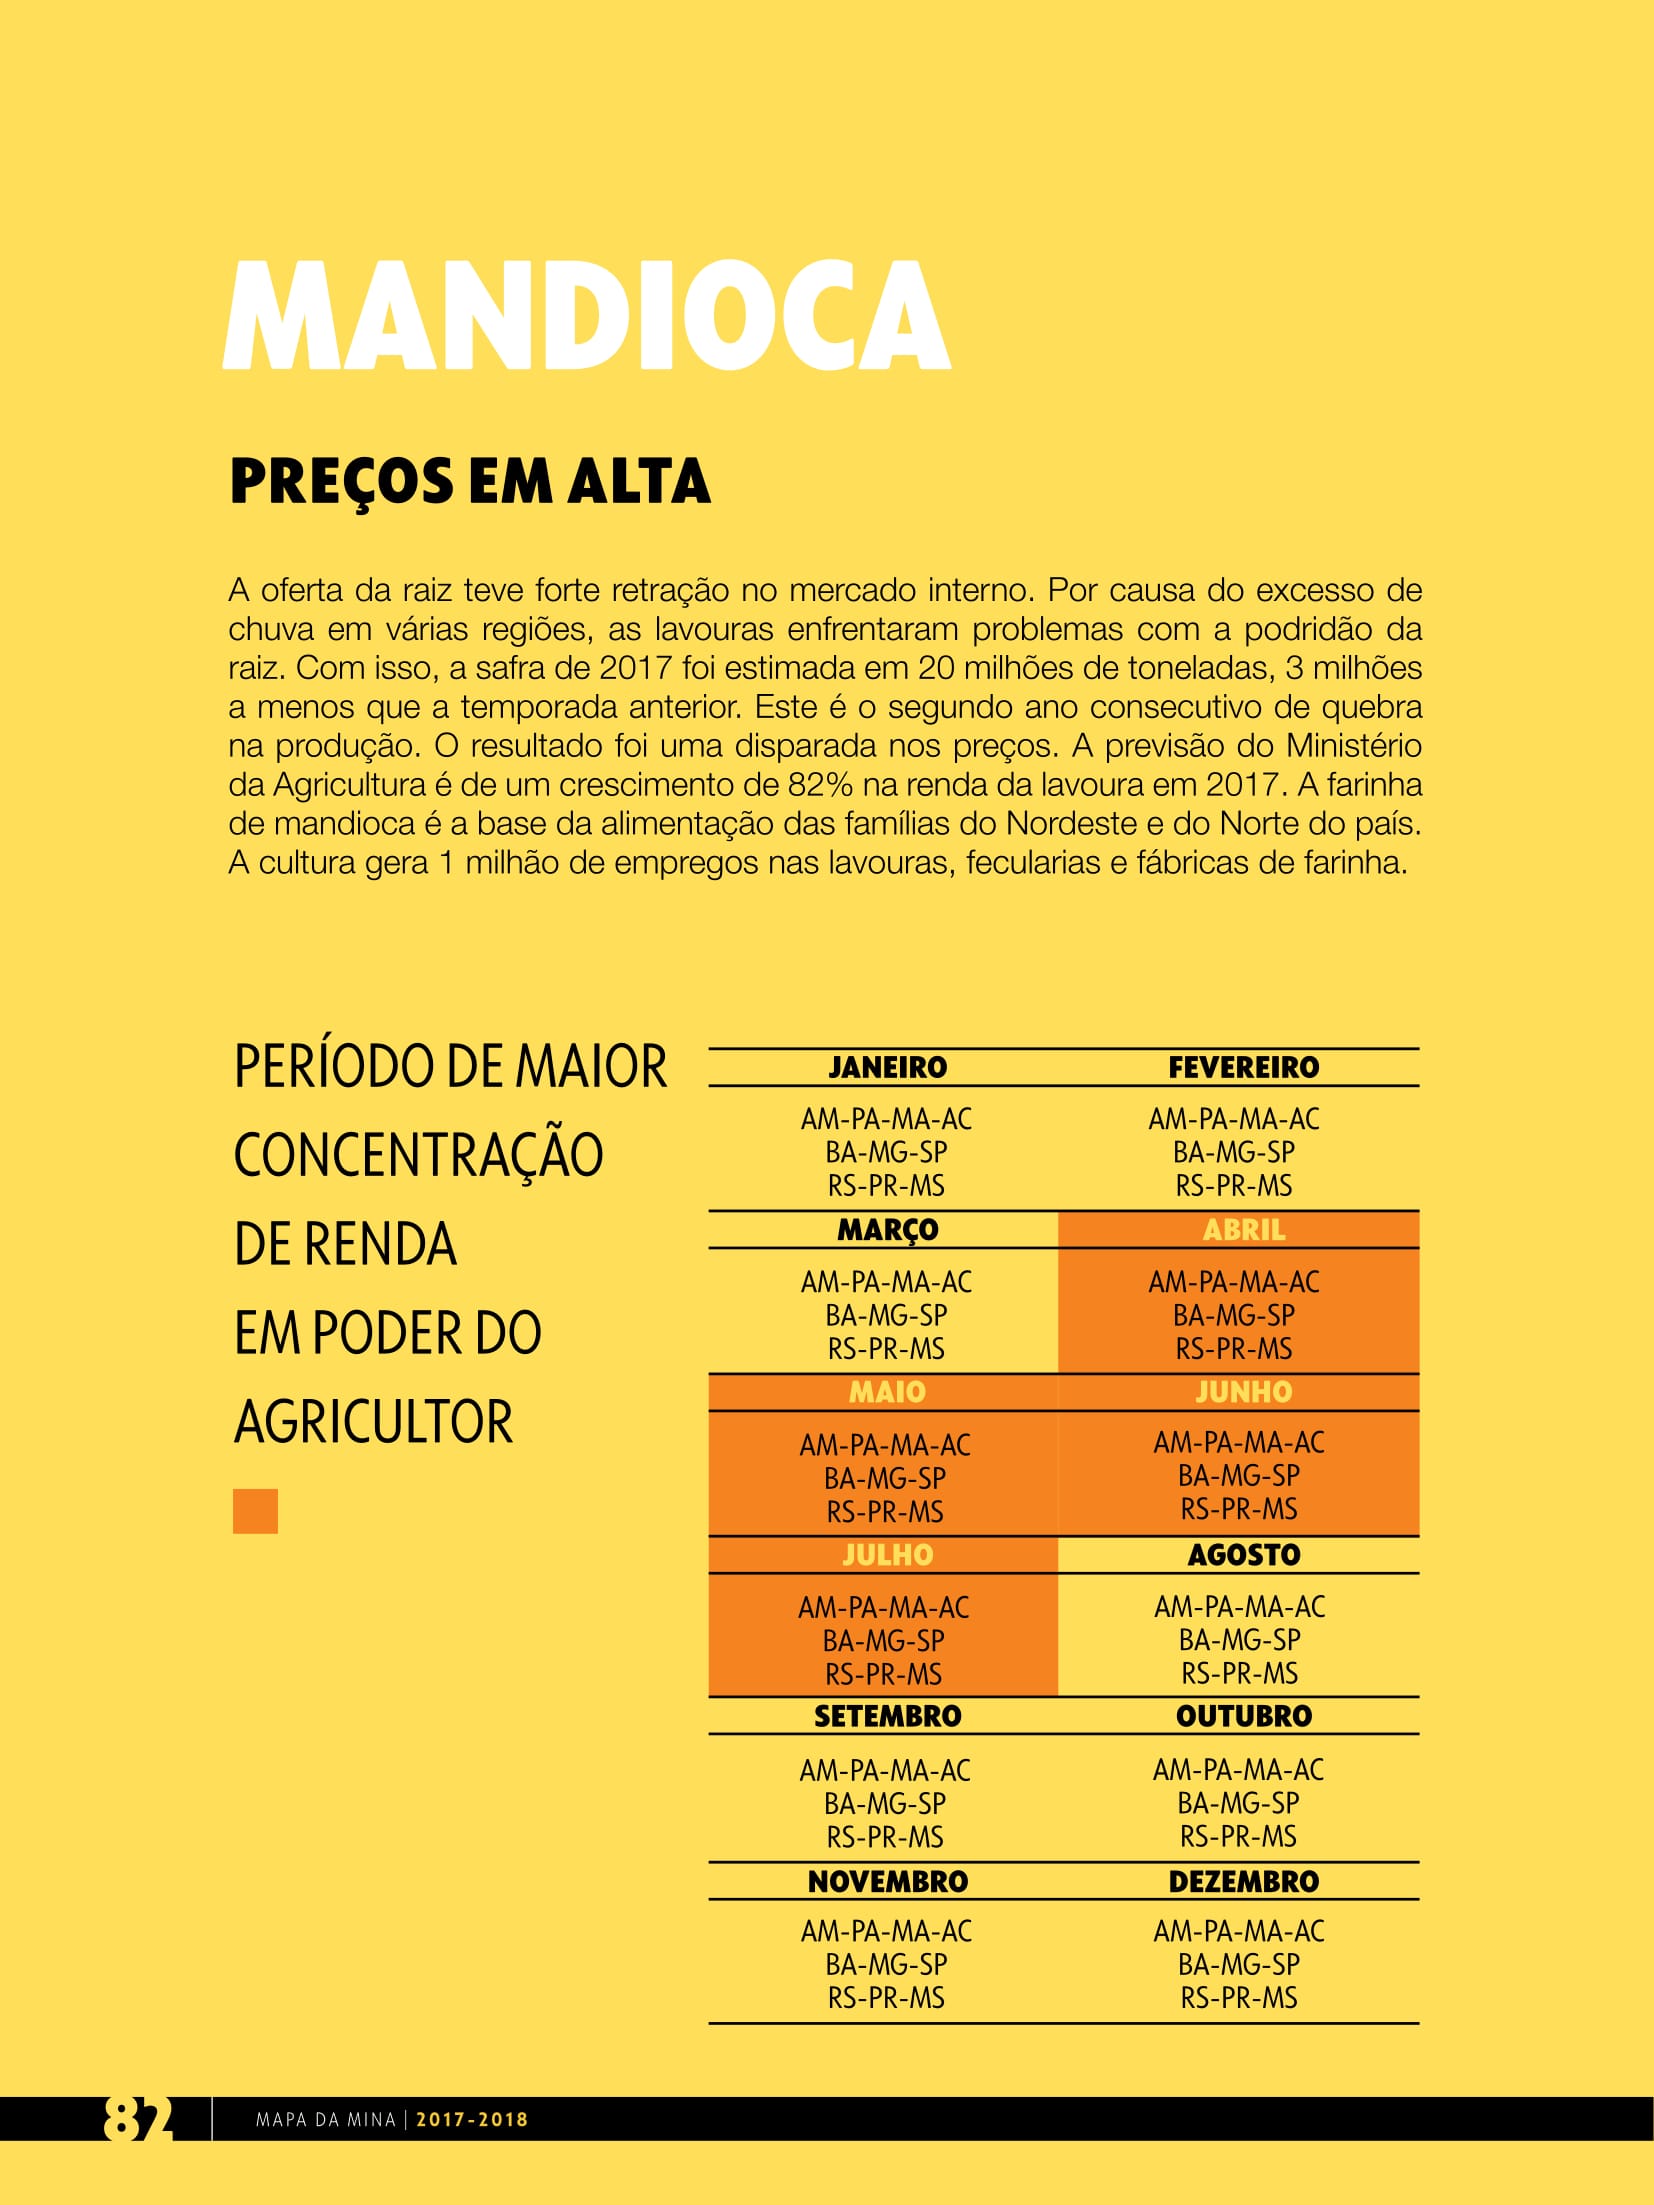 MANDIOCA
PREÇOS EM ALTA
A oferta da raiz teve forte retração no mercado interno. Por causa do excesso de
chuva em várias regiões, as lavouras enfrentaram problemas com a podridão da
raiz. Com isso, a safra de 2017 foi estimada em 20 milhões de toneladas, 3 milhões
a menos que a temporada anterior. Este é o segundo ano consecutivo de quebra
na produção. O resultado foi uma disparada nos preços. A previsão do Ministério
da Agricultura é de um crescimento de 82% na renda da lavoura em 2017. A farinha
de mandioca é a base da alimentação das famílias do Nordeste e do Norte do país.
A cultura gera 1 milhão de empregos nas lavouras, fecularias e fábricas de farinha.
PERÍODO DE MAIOR
CONCENTRAÇÃO
DE RENDA
EM PODER DO
AGRICULTOR
JANEIRO FEVEREIRO
AM-PA-MA-AC AM-PA-MA-AC
BA-MG-SP BA-MG-SP
RS-PR-MS RS-PR-MS
MARÇO ABRIL
AM-PA-MA-AC AM-PA-MA-AC
BA-MG-SP BA-MG-SP
RS-PR-MS RS-PR-MS
MAIO JUNHO
AM-PA-MA-AC AM-PA-MA-AC
BA-MG-SP BA-MG-SP
RS-PR-MS RS-PR-MS
JULHO AGOSTO
AM-PA-MA-AC AM-PA-MA-AC
BA-MG-SP BA-MG-SP
RS-PR-MS RS-PR-MS
SETEMBRO OUTUBRO
AM-PA-MA-AC AM-PA-MA-AC
BA-MG-SP BA-MG-SP
RS-PR-MS RS-PR-MS
NOVEMBRO DEZEMBRO
AM-PA-MA-AC AM-PA-MA-AC
BA-MG-SP BA-MG-SP
RS-PR-MS RS-PR-MS
82 MAPA DA MINA | 2017-2018